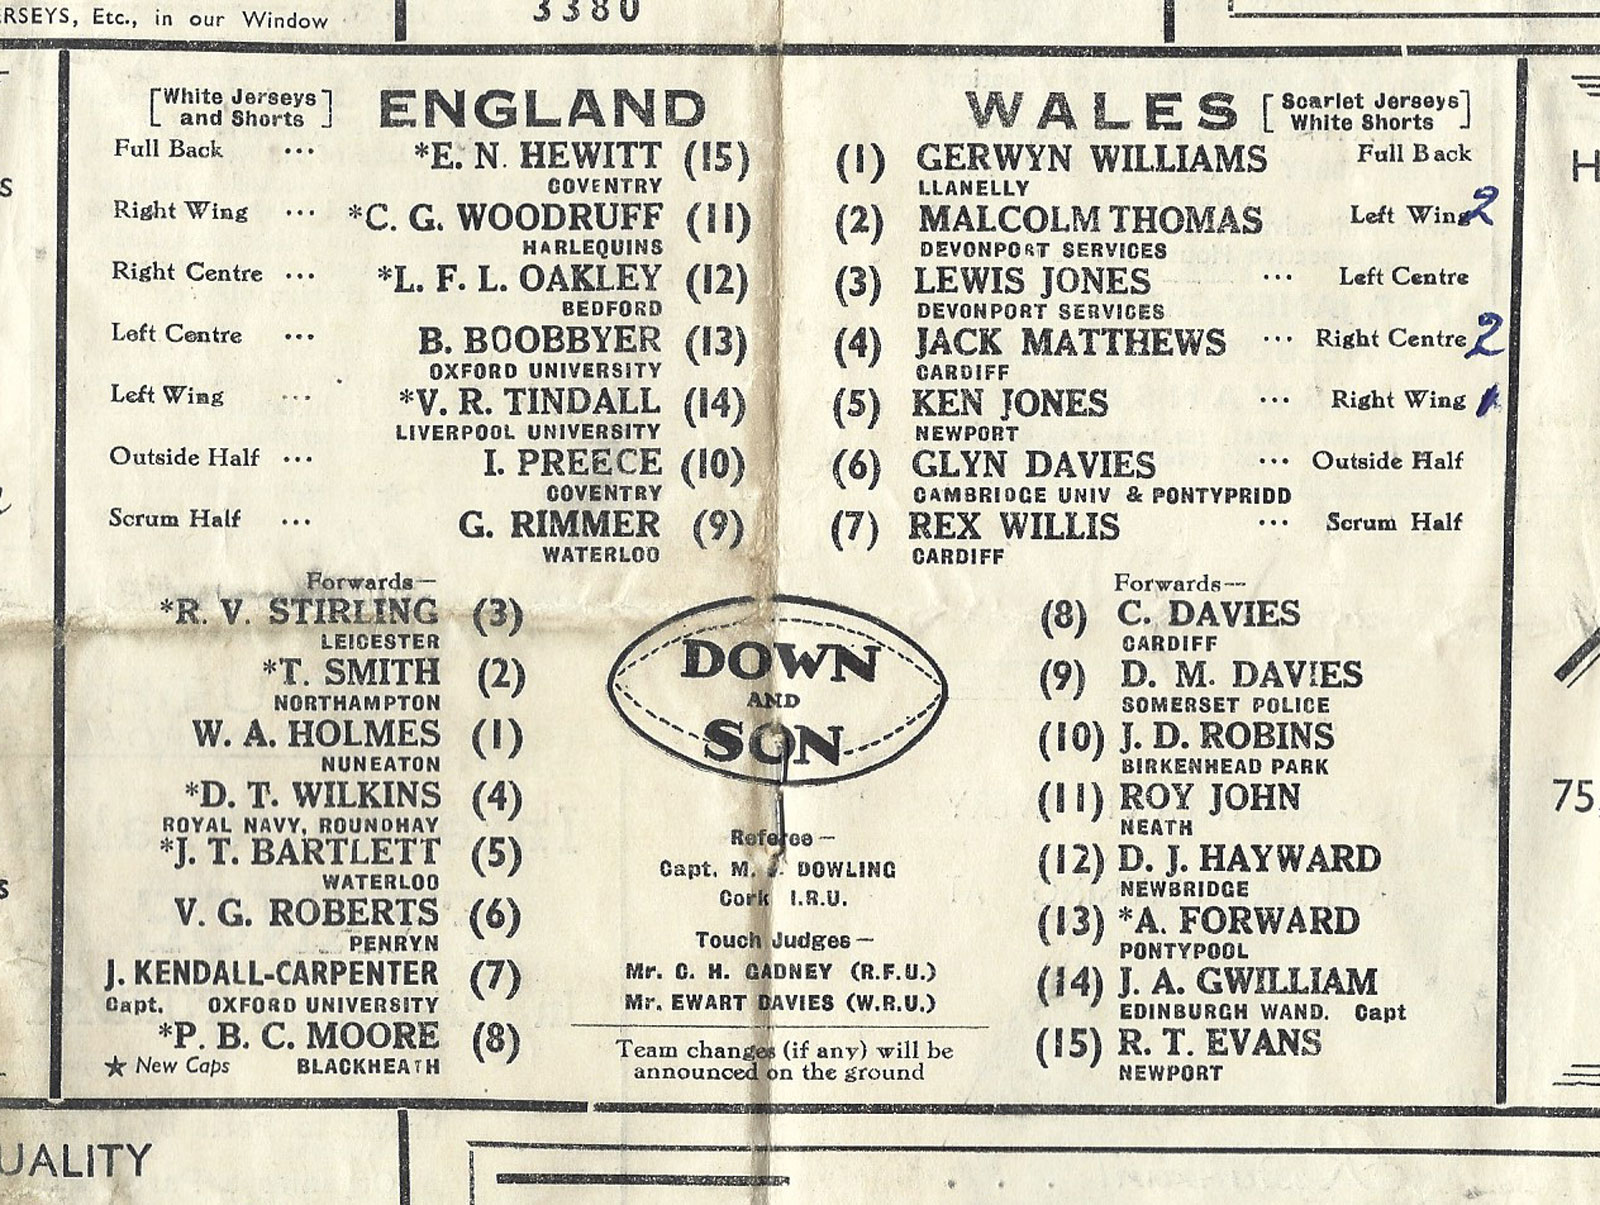 ERSEYS, Etc., in our Window
3380
[White Jerseys and Shorts] ENGLAND
Full Back ... *E. N. HEWITT (15)
COVENTRY
Right Wing ... *C. G. WOODRUFF (11)
HARLEQUINS
Right Centre ... *L. F. L. OAKLEY (12)
BEDFORD
Left Centre ... B. BOOBBYER (13)
OXFORD UNIVERSITY
Left Wing ... *V. R. TINDALL (14)
LIVERPOOL UNIVERSITY
Outside Half ... I. PREECE (10)
COVENTRY
Scrum Half ... G. RIMMER (9)
WATERLOO
Forwards—
*R. V. STIRLING (3)
LEICESTER
*T. SMITH (2)
NORTHAMPTON
W. A. HOLMES (1)
NUNEATON
*D. T. WILKINS (4)
ROYAL NAVY, ROUNDHAY
*J. T. BARTLETT (5)
WATERLOO
V. G. ROBERTS (6)
PENRYN
J. KENDALL-CARPENTER (7)
Capt. OXFORD UNIVERSITY
*P. B. C. MOORE (8)
★ New Caps BLACKHEATH
WALES [Scarlet Jerseys White Shorts]
(1) GERWYN WILLIAMS Full Back
LLANELLY
(2) MALCOLM THOMAS Left Wing 2
DEVONPORT SERVICES
(3) LEWIS JONES ... Left Centre
DEVONPORT SERVICES
(4) JACK MATTHEWS ... Right Centre 2
CARDIFF
(5) KEN JONES ... Right Wing 1
NEWPORT
(6) GLYN DAVIES ... Outside Half
CAMBRIDGE UNIV & PONTYPRIDD
(7) REX WILLIS ... Scrum Half
CARDIFF
Forwards—
(8) C. DAVIES
CARDIFF
(9) D. M. DAVIES
SOMERSET POLICE
(10) J. D. ROBINS
BIRKENHEAD PARK
(11) ROY JOHN
NEATH
(12) D. J. HAYWARD
NEWBRIDGE
(13) *A. FORWARD
PONTYPOOL
(14) J. A. GWILLIAM
EDINBURGH WAND. Capt
(15) R. T. EVANS
NEWPORT
DOWN
AND
SON
Referee—
Capt. M. J. DOWLING
Cork I.R.U.
Touch Judges—
Mr. C. H. GADNEY (R.F.U.)
Mr. EWART DAVIES (W.R.U.)
Team changes (if any) will be
announced on the ground
H
75,
UALITY